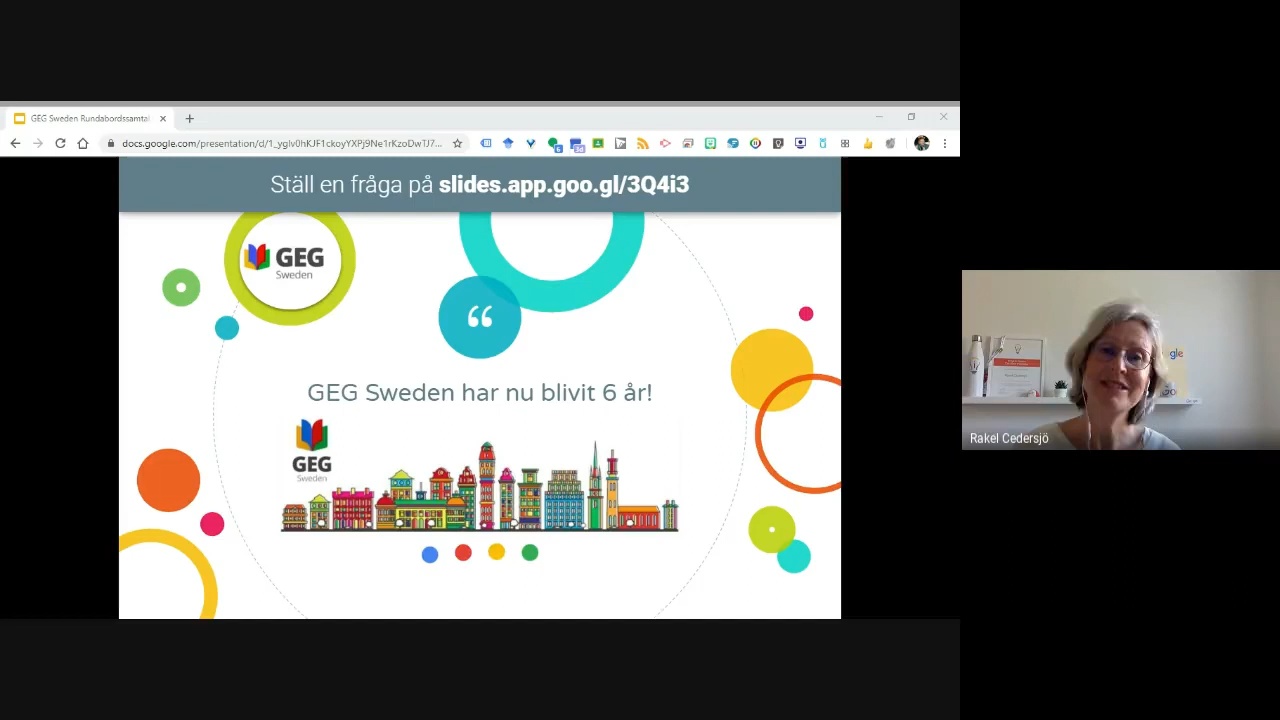 GEG Sweden Rundabordssamtal
docs.google.com/presentation/d/1_yglv0hKJF1ckoyYXPj9Ne1rKzoDwTJ7...
Ställ en fråga på slides.app.goo.gl/3Q4i3
GEG
Sweden
GEG Sweden har nu blivit 6 år!
GEG
Sweden
Rakel Cedersjö